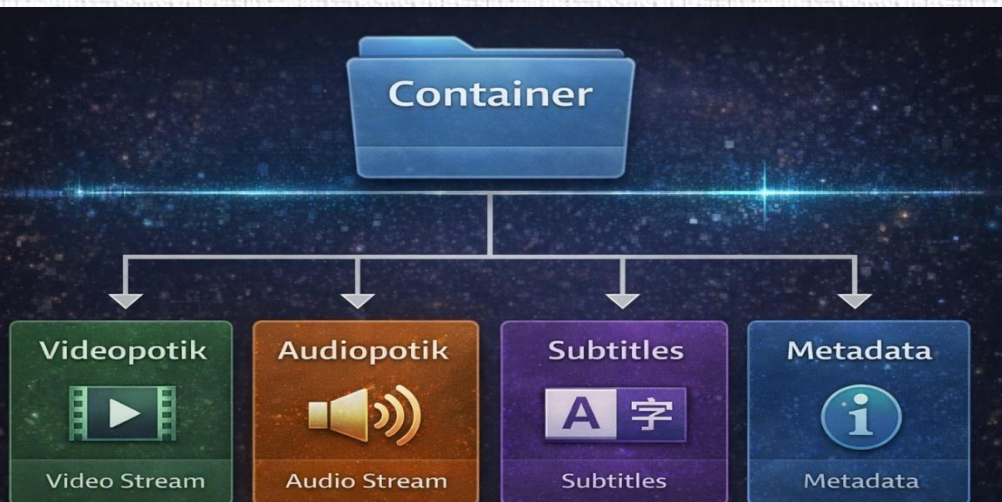 Container
Videopotik
Audiopotik
Subtitles
Metadata
A 字
Video Stream
Audio Stream
Subtitles
Metadata